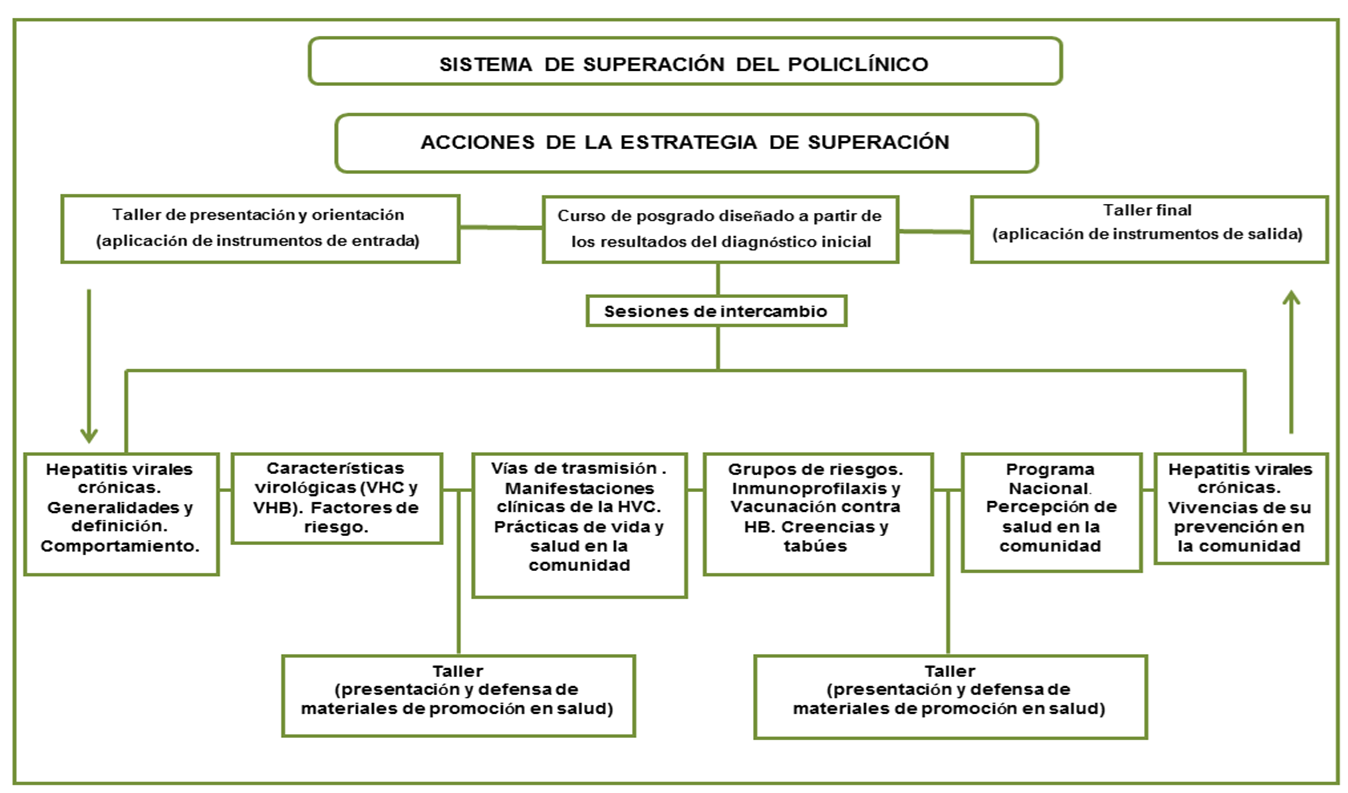 SISTEMA DE SUPERACIÓN DEL POLICLÍNICO
ACCIONES DE LA ESTRATEGIA DE SUPERACIÓN
Taller de presentación y orientación
(aplicación de instrumentos de entrada)
Curso de posgrado diseñado a partir de
los resultados del diagnóstico inicial
Taller final
(aplicación de instrumentos de salida)
Sesiones de intercambio
Hepatitis virales
crónicas.
Generalidades y
definición.
Comportamiento.
Características
virológicas (VHC y
VHB). Factores de
riesgo.
Vías de trasmisión .
Manifestaciones
clínicas de la HVC.
Prácticas de vida y
salud en la
comunidad
Grupos de riesgos.
Inmunoprofilaxis y
Vacunación contra
HB. Creencias y
tabúes
Programa
Nacional.
Percepción de
salud en la
comunidad
Hepatitis virales
crónicas.
Vivencias de su
prevención en
la comunidad
Taller
(presentación y defensa de
materiales de promoción en salud)
Taller
(presentación y defensa de
materiales de promoción en salud)